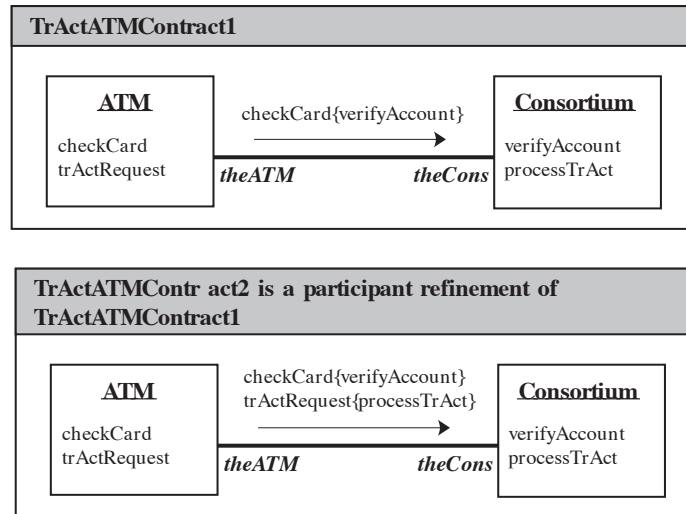 TrActATMContract1
ATM
checkCard
trActRequest
checkCard{verifyAccount}
theATM
theCons
Consortium
verifyAccount
processTrAct
TrActATMContr act2 is a participant refinement of
TrActATMContract1
ATM
checkCard
trActRequest
checkCard{verifyAccount}
trActRequest{processTrAct}
theATM
theCons
Consortium
verifyAccount
processTrAct